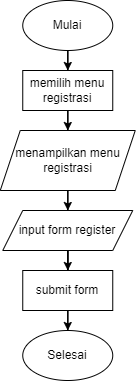 Mulai
memilih menu
registrasi
menampilkan menu
registrasi
input form register
submit form
Selesai